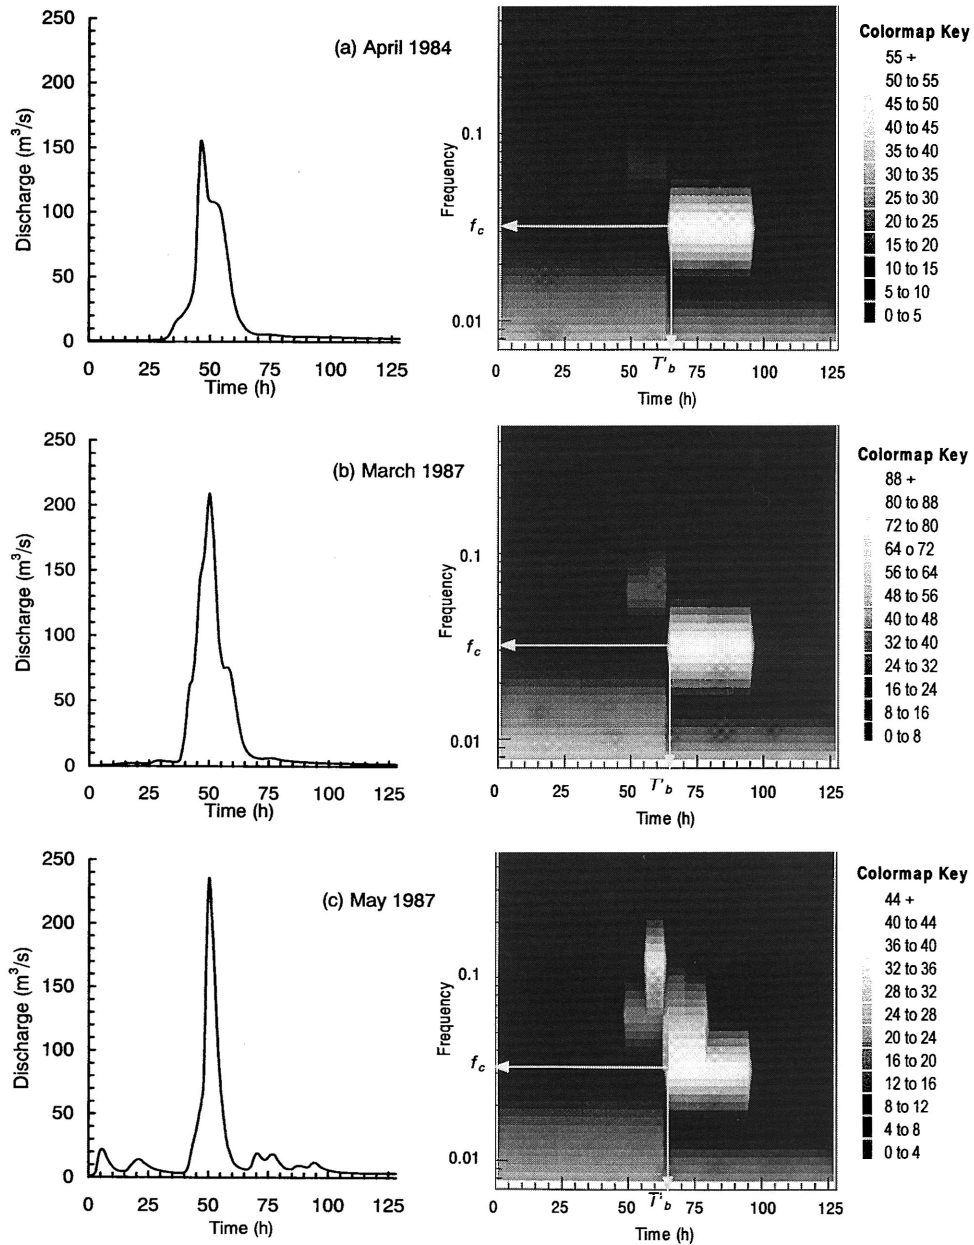 (a) April 1984
Discharge (m³/s)
250
200
150
100
50
0
0 25 50 75 100 125
Time (h)
Frequency
0.1
f_c
0.01
0 25 50 T'_b 75 100 125
Time (h)
Colormap Key
55 +
50 to 55
45 to 50
40 to 45
35 to 40
30 to 35
25 to 30
20 to 25
15 to 20
10 to 15
5 to 10
0 to 5
(b) March 1987
Discharge (m³/s)
250
200
150
100
50
0
0 25 50 75 100 125
Time (h)
Frequency
0.1
f_c
0.01
0 25 50 T'_b 75 100 125
Time (h)
Colormap Key
88 +
80 to 88
72 to 80
64 o 72
56 to 64
48 to 56
40 to 48
32 to 40
24 to 32
16 to 24
8 to 16
0 to 8
(c) May 1987
Discharge (m³/s)
250
200
150
100
50
0
0 25 50 75 100 125
Time (h)
Frequency
0.1
f_c
0.01
0 25 50 T'_b 75 100 125
Time (h)
Colormap Key
44 +
40 to 44
36 to 40
32 to 36
28 to 32
24 to 28
20 to 24
16 to 20
12 to 16
8 to 12
4 to 8
0 to 4